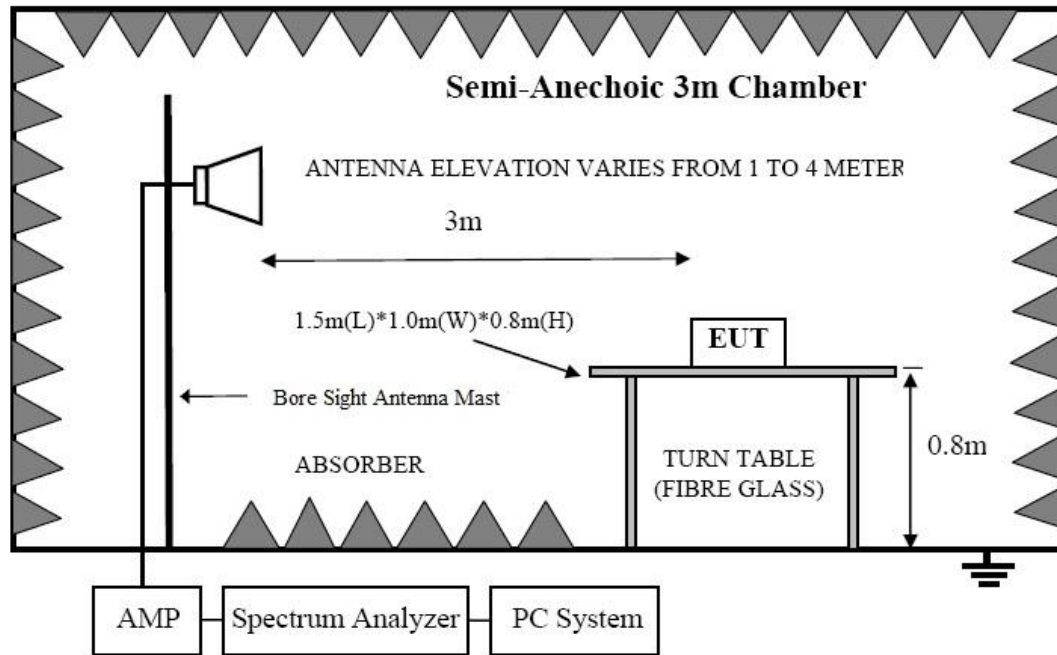 Semi-Anechoic 3m Chamber
ANTENNA ELEVATION VARIES FROM 1 TO 4 METER
3m
1.5m(L)*1.0m(W)*0.8m(H)
EUT
Bore Sight Antenna Mast
0.8m
ABSORBER
TURN TABLE
(FIBRE GLASS)
AMP
Spectrum Analyzer
PC System